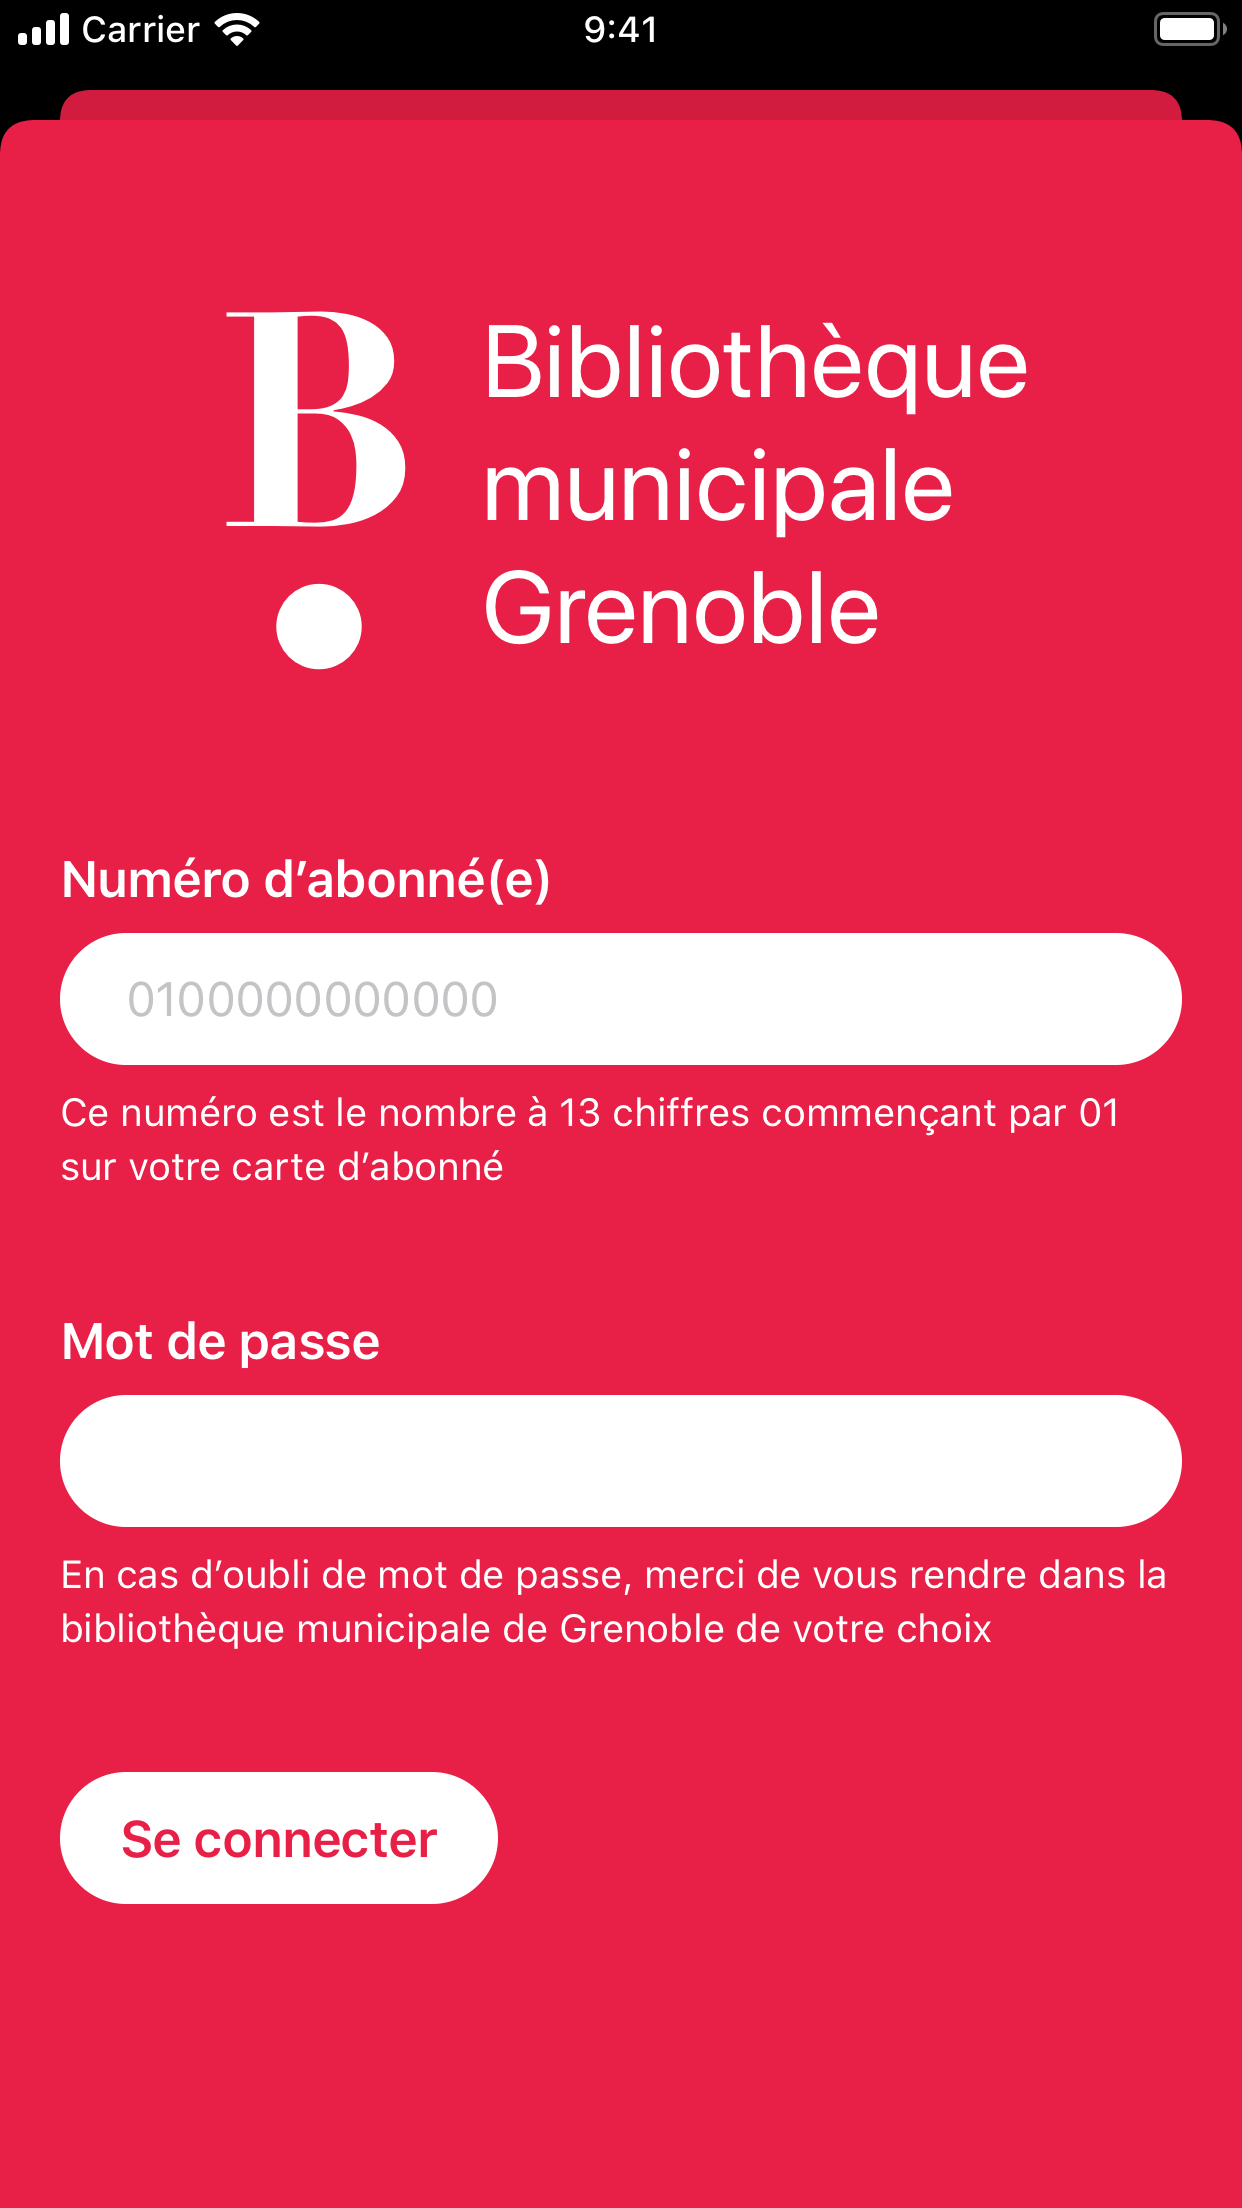 Carrier 9:41
B
Bibliothèque
municipale
Grenoble
Numéro d’abonné(e)
0100000000000
Ce numéro est le nombre à 13 chiffres commençant par 01
sur votre carte d’abonné
Mot de passe
En cas d’oubli de mot de passe, merci de vous rendre dans la
bibliothèque municipale de Grenoble de votre choix
Se connecter